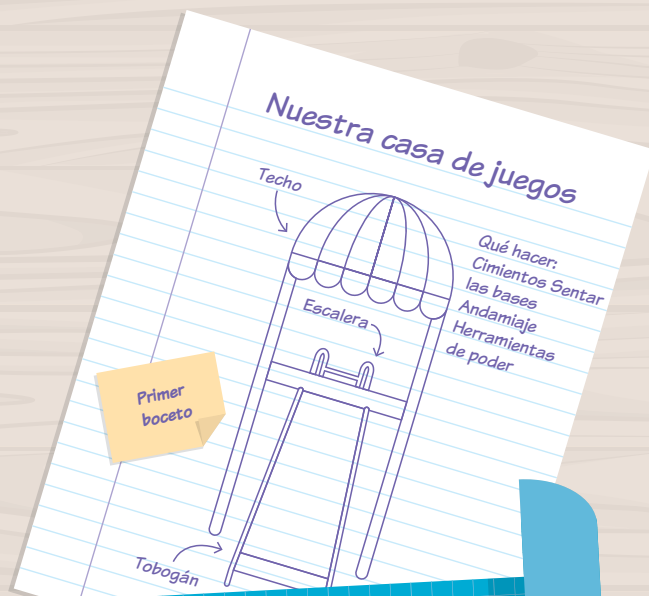 Nuestra casa de juegos
Techo
Qué hacer:
Cimientos Sentar
las bases
Andamiaje
Herramientas
de poder
Escalera
Primer
boceto
Tobogán